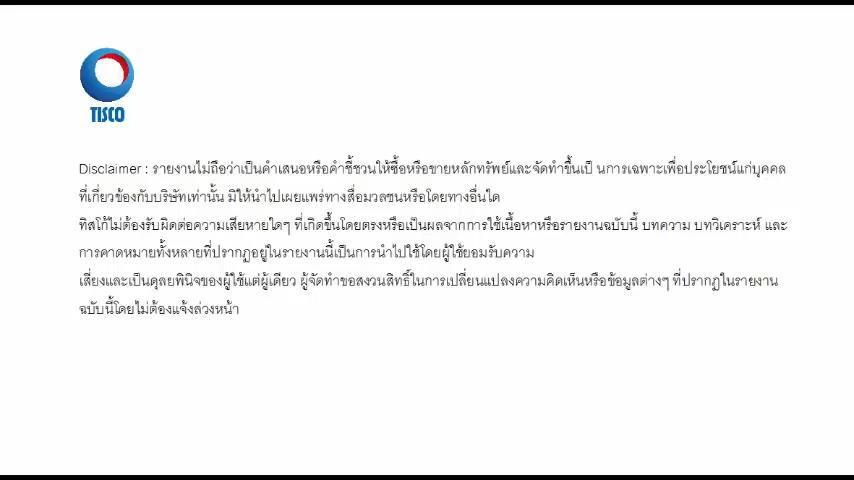 TISCO
Disclaimer : รายงานไม่ถือว่าเป็นคำเสนอหรือคำชี้ชวนให้ซื้อหรือขายหลักทรัพย์และจัดทำขึ้นเป็ นการเฉพาะเพื่อประโยชน์แก่บุคคล
ที่เกี่ยวข้องกับบริษัทเท่านั้น มิให้นำไปเผยแพร่ทางสื่อมวลชนหรือโดยทางอื่นใด
ทิสโก้ไม่ต้องรับผิดต่อความเสียหายใดๆ ที่เกิดขึ้นโดยตรงหรือเป็นผลจากการใช้เนื้อหาหรือรายงานฉบับนี้ บทความ บทวิเคราะห์ และ
การคาดหมายทั้งหลายที่ปรากฏอยู่ในรายงานนี้เป็นการนำไปใช้โดยผู้ใช้ยอมรับความ
เสี่ยงและเป็นดุลยพินิจของผู้ใช้แต่ผู้เดียว ผู้จัดทำขอสงวนสิทธิ์ในการเปลี่ยนแปลงความคิดเห็นหรือข้อมูลต่างๆ ที่ปรากฏในรายงาน
ฉบับนี้โดยไม่ต้องแจ้งล่วงหน้า